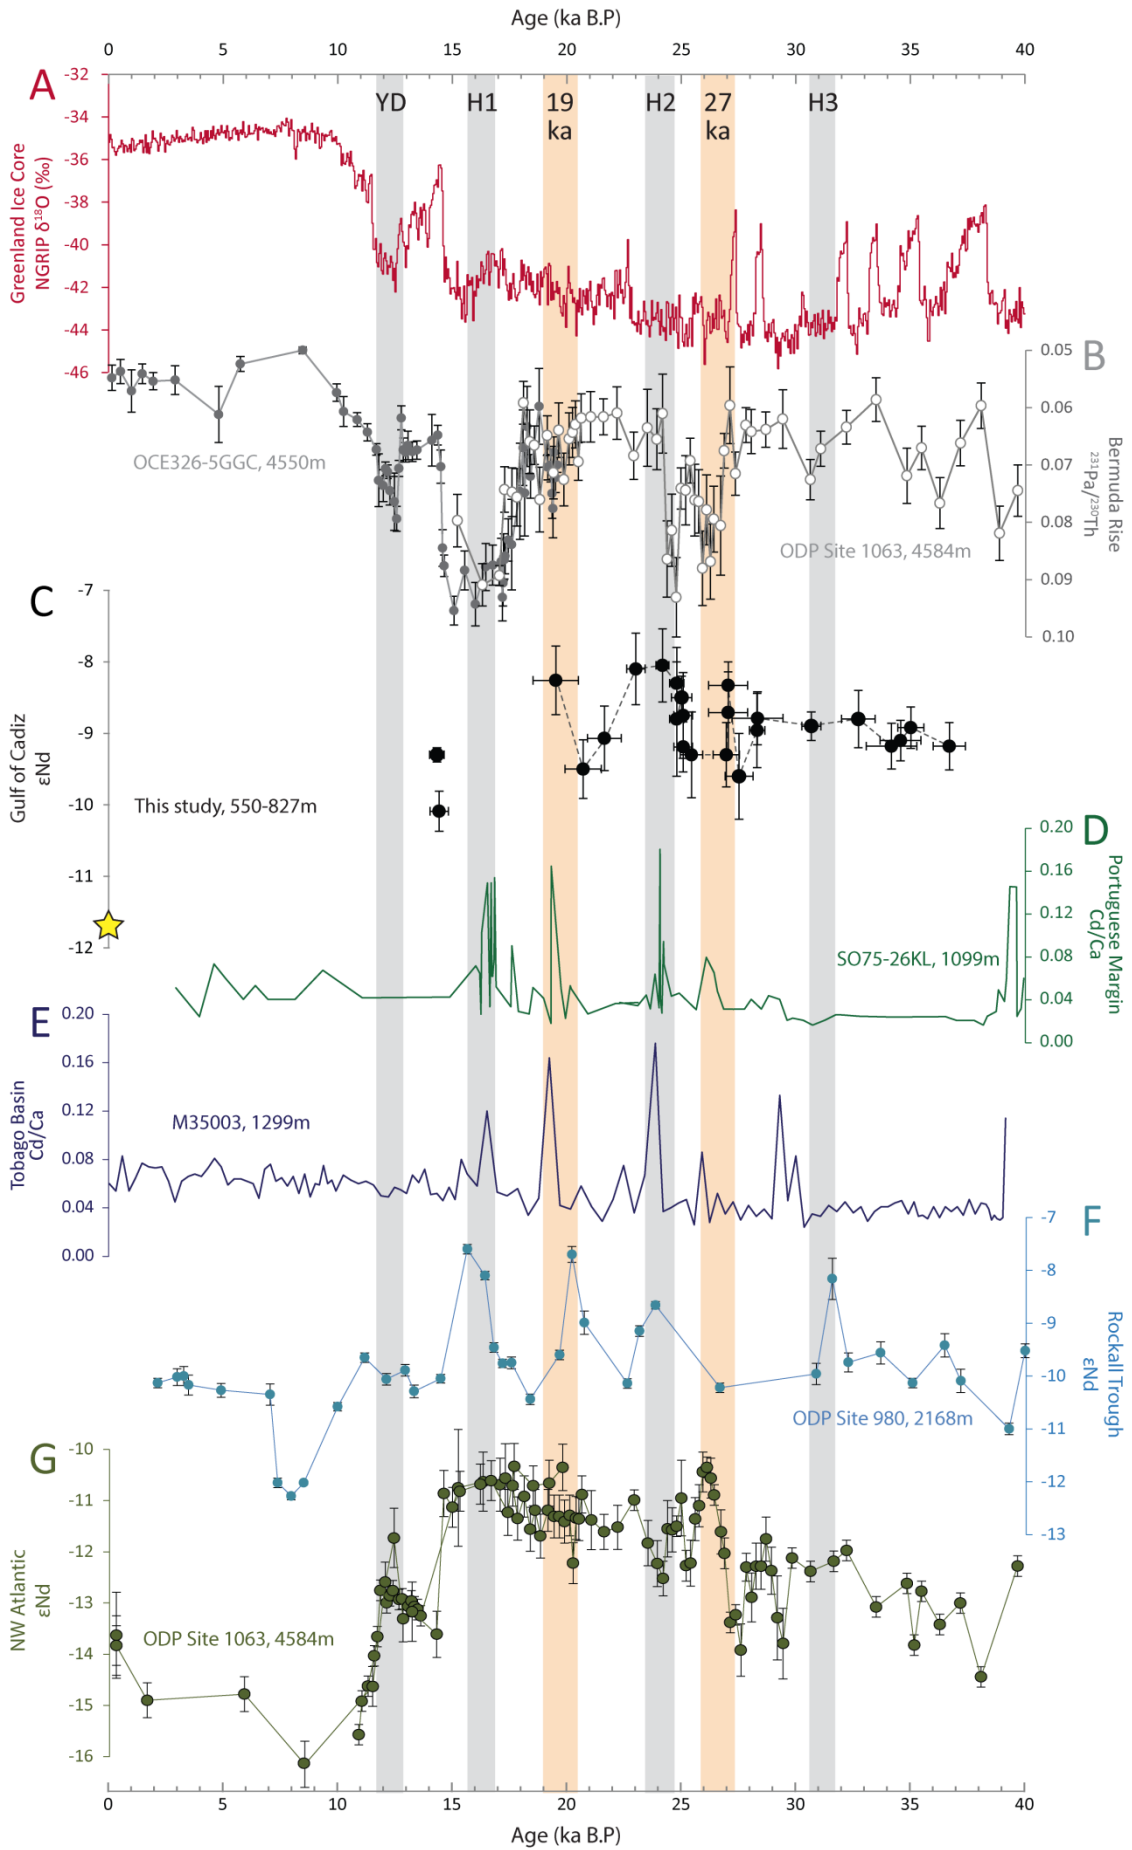 Age (ka B.P)
0 5 10 15 20 25 30 35 40
A
-32
-34
-36
-38
-40
-42
-44
-46
Greenland Ice Core
NGRIP δ¹⁸O (‰)
YD H1 19 H2 27 H3
ka ka
B
0.05
0.06
0.07
0.08
0.09
0.10
Bermuda Rise
²³¹Pa/²³⁰Th
OCE326-5GGC, 4550m
ODP Site 1063, 4584m
C
-7
-8
-9
-10
-11
-12
Gulf of Cadiz
εNd
This study, 550-827m
D
0.20
0.16
0.12
0.08
0.04
0.00
Portuguese Margin
Cd/Ca
SO75-26KL, 1099m
E
0.20
0.16
0.12
0.08
0.04
0.00
Tobago Basin
Cd/Ca
M35003, 1299m
F
-7
-8
-9
-10
-11
-12
-13
Rockall Trough
εNd
ODP Site 980, 2168m
G
-10
-11
-12
-13
-14
-15
-16
NW Atlantic
εNd
ODP Site 1063, 4584m
0 5 10 15 20 25 30 35 40
Age (ka B.P)